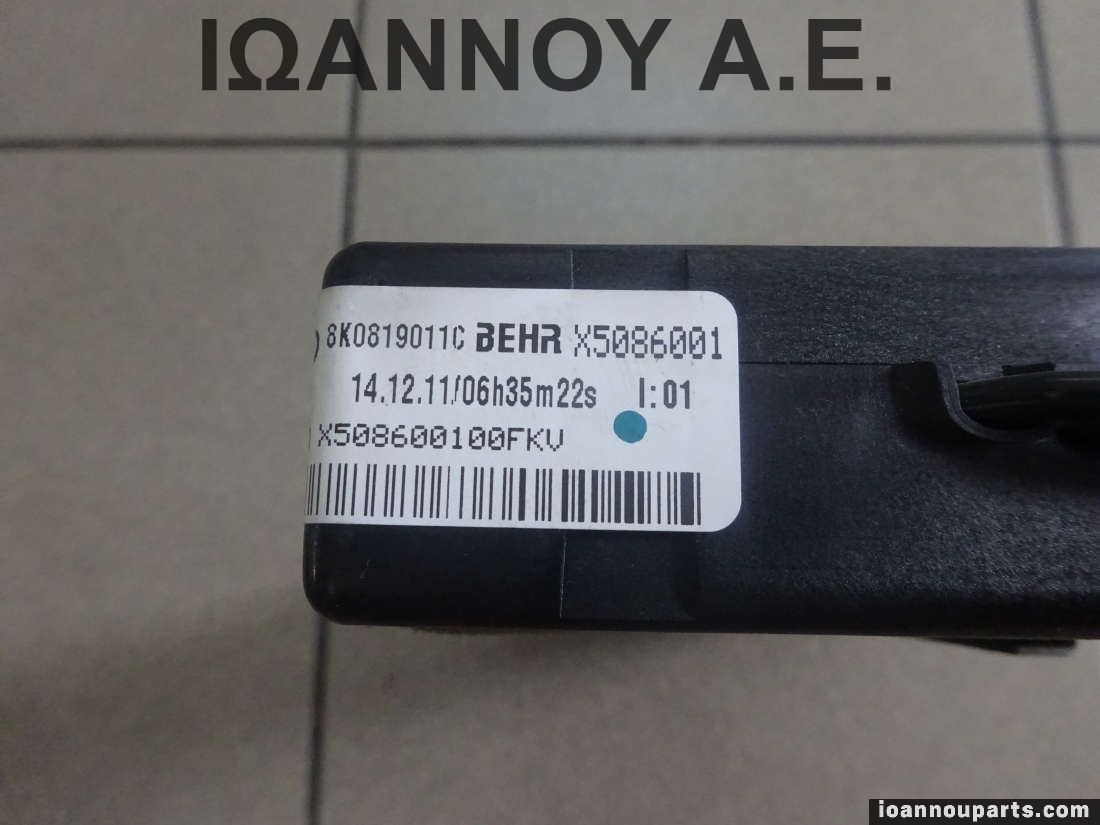 ΙΩΑΝΝΟΥ Α.Ε.
8K0819011C BEHR X5086001
14.12.11/06h35m22s I:01
X508600100FKV
ioannouparts.com